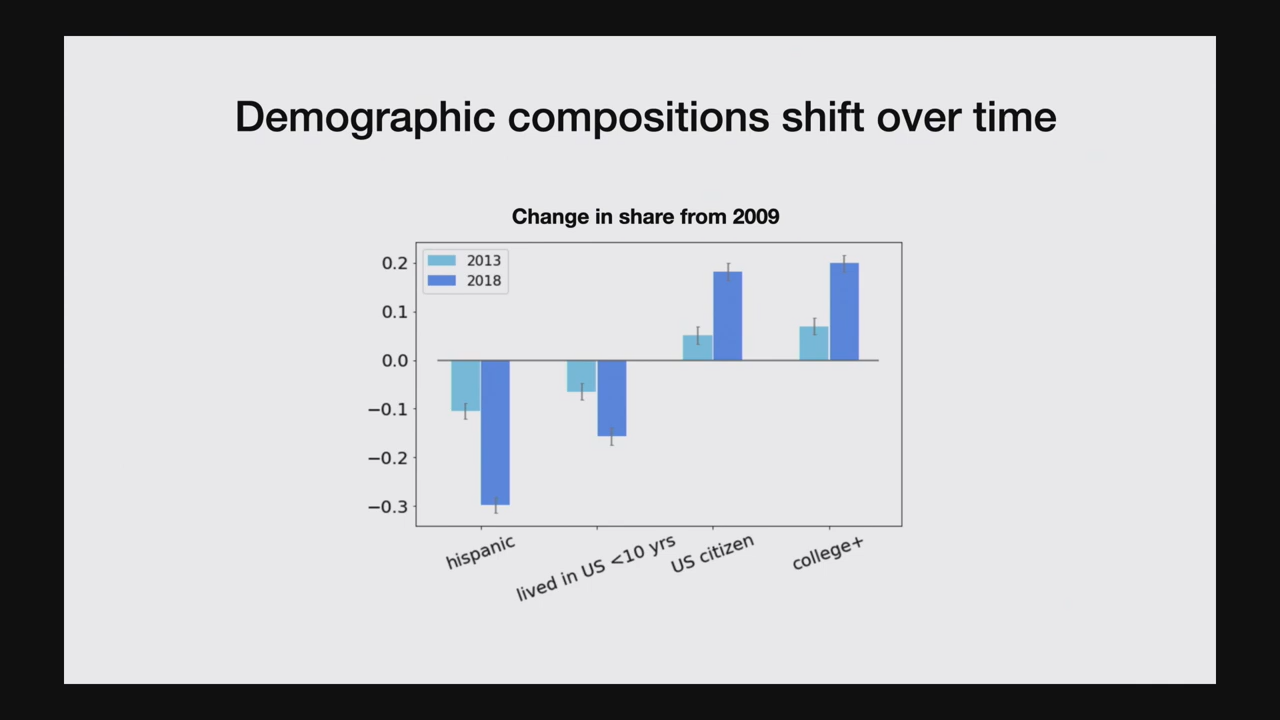 Demographic compositions shift over time
Change in share from 2009
2013
2018
0.2
0.1
0.0
−0.1
−0.2
−0.3
hispanic
lived in US <10 yrs
US citizen
college+